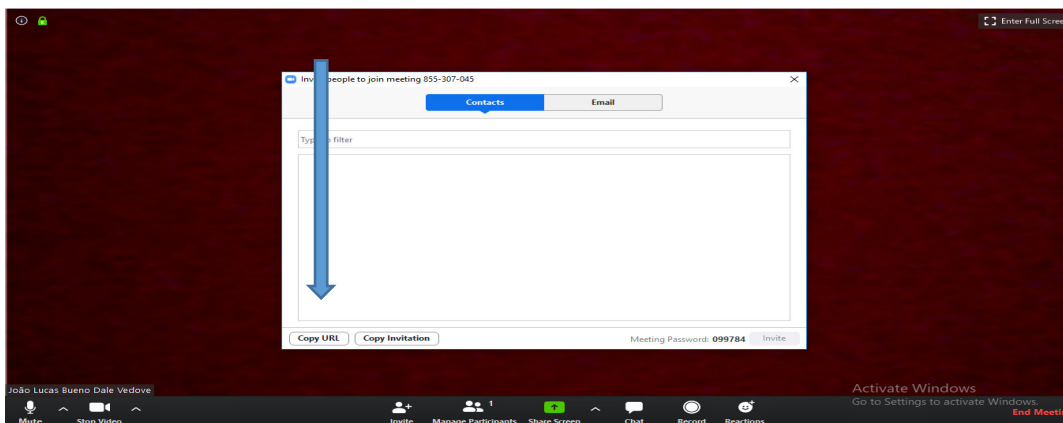 Enter Full Scree
Inv people to join meeting 855-307-045
Contacts
Email
Typ filter
Copy URL
Copy Invitation
Meeting Password: 099784
Invite
João Lucas Bueno Dale Vedove
Activate Windows
Go to Settings to activate Windows.
Mute
Stop Video
Invite
1
Manage Participants
Share Screen
Chat
Record
Reactions
End Meetin